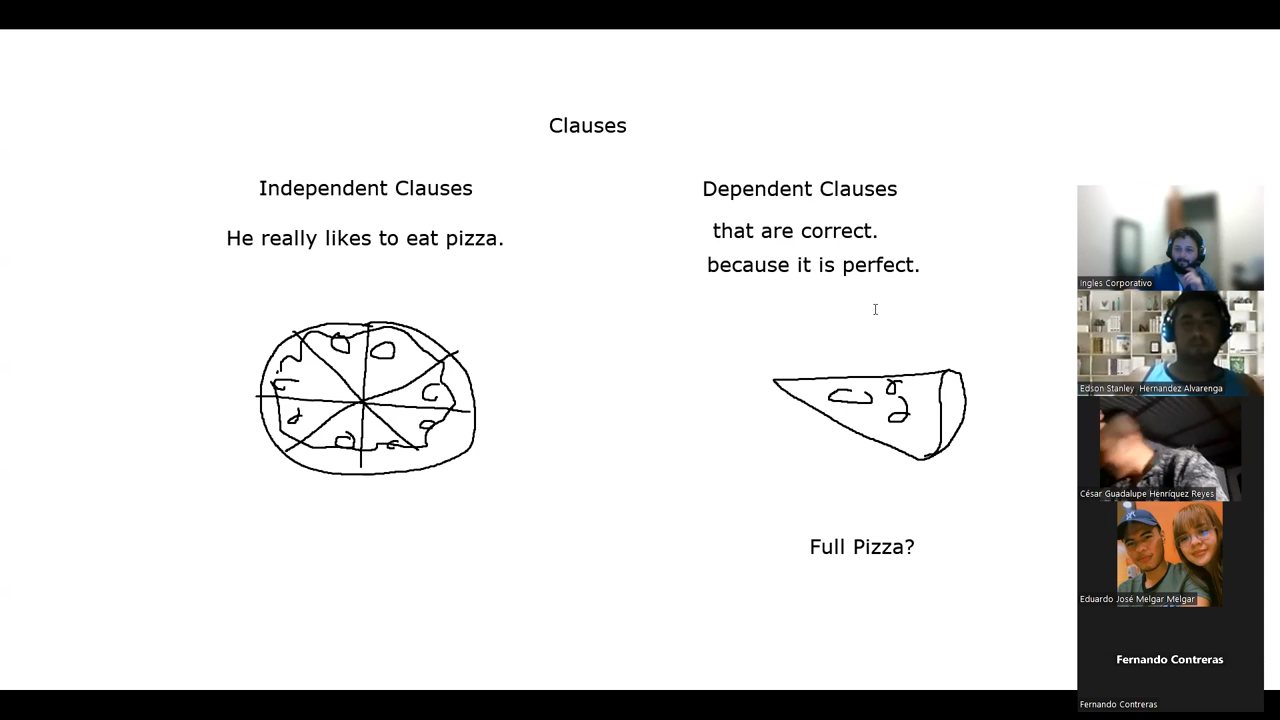 Clauses
Independent Clauses
He really likes to eat pizza.
Dependent Clauses
that are correct.
because it is perfect.
Full Pizza?
Ingles Corporativo
Edson Stanley Hernandez Alvarenga
César Guadalupe Henríquez Reyes
Eduardo José Melgar Melgar
Fernando Contreras
Fernando Contreras